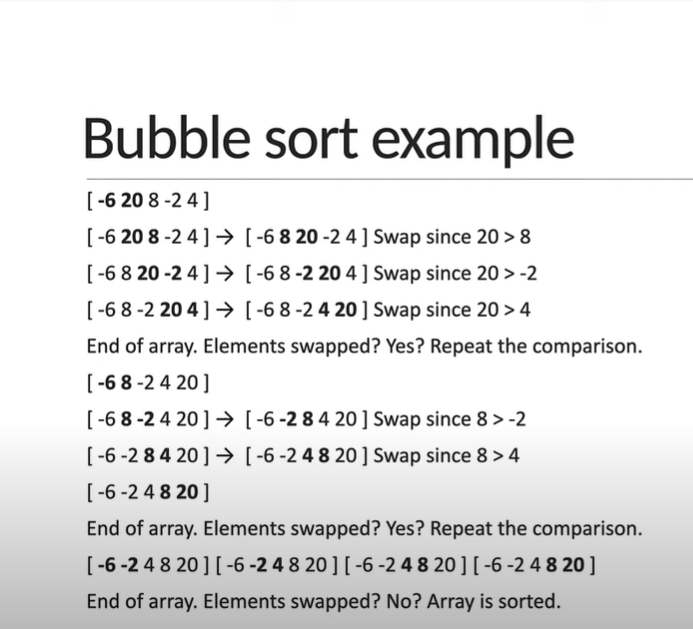 Bubble sort example
[ -6 20 8 -2 4 ]
[ -6 20 8 -2 4 ] → [ -6 8 20 -2 4 ] Swap since 20 > 8
[ -6 8 20 -2 4 ] → [ -6 8 -2 20 4 ] Swap since 20 > -2
[ -6 8 -2 20 4 ] → [ -6 8 -2 4 20 ] Swap since 20 > 4
End of array. Elements swapped? Yes? Repeat the comparison.
[ -6 8 -2 4 20 ]
[ -6 8 -2 4 20 ] → [ -6 -2 8 4 20 ] Swap since 8 > -2
[ -6 -2 8 4 20 ] → [ -6 -2 4 8 20 ] Swap since 8 > 4
[ -6 -2 4 8 20 ]
End of array. Elements swapped? Yes? Repeat the comparison.
[ -6 -2 4 8 20 ] [ -6 -2 4 8 20 ] [ -6 -2 4 8 20 ] [ -6 -2 4 8 20 ]
End of array. Elements swapped? No? Array is sorted.